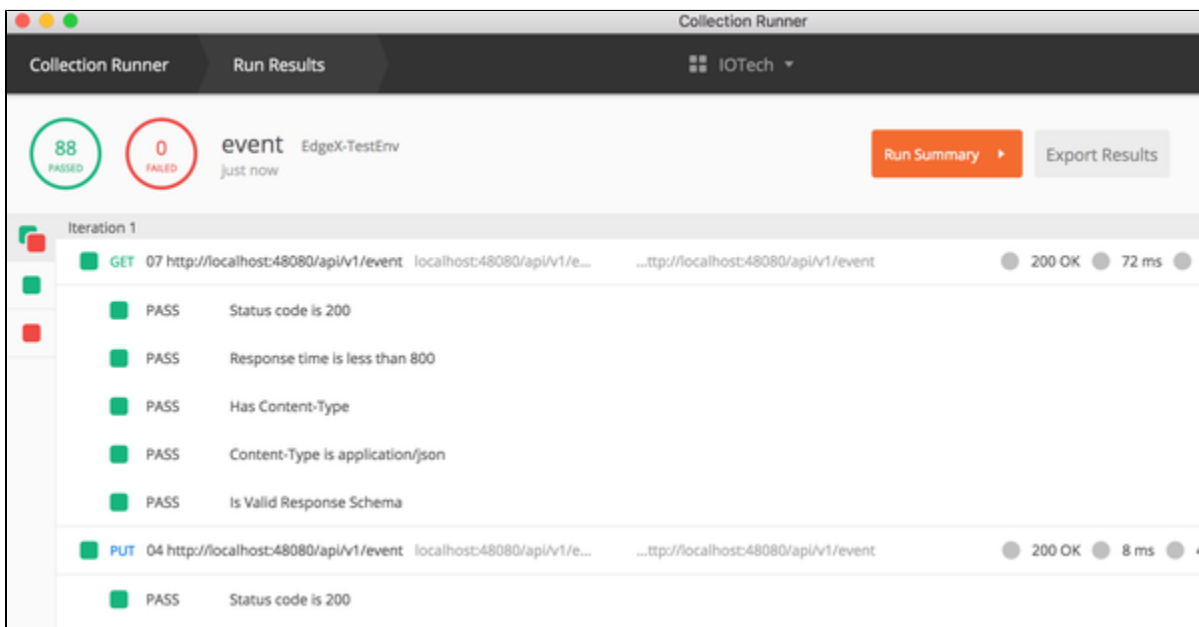 Collection Runner
Collection Runner Run Results IOTech
88 PASSED 0 FAILED event EdgeX-TestEnv Run Summary Export Results
just now
Iteration 1
GET 07 http://localhost:48080/api/v1/event localhost:48080/api/v1/e... ...ttp://localhost:48080/api/v1/event 200 OK 72 ms
PASS Status code is 200
PASS Response time is less than 800
PASS Has Content-Type
PASS Content-Type is application/json
PASS Is Valid Response Schema
PUT 04 http://localhost:48080/api/v1/event localhost:48080/api/v1/e... ...ttp://localhost:48080/api/v1/event 200 OK 8 ms
PASS Status code is 200